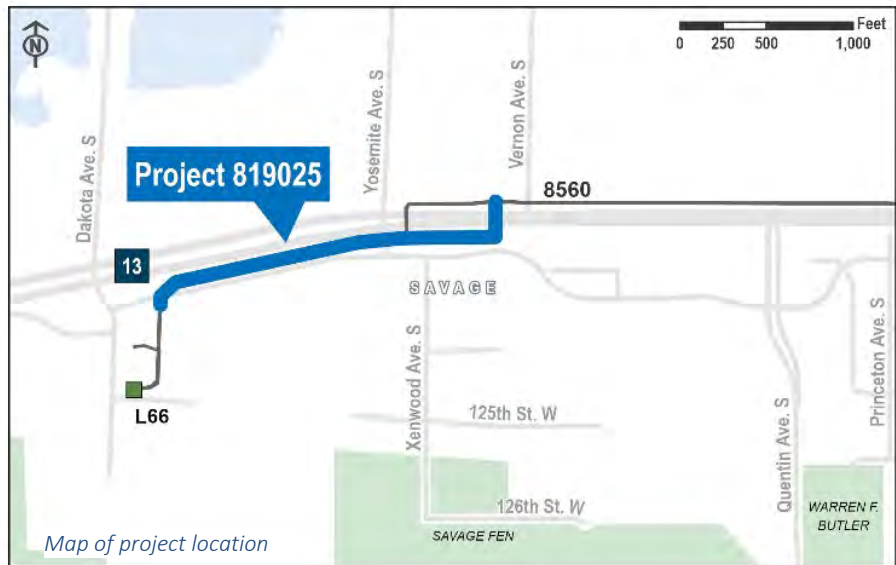 N
Feet
0 250 500 1,000
Dakota Ave. S
Yosemite Ave. S
Vernon Ave. S
Project 819025
8560
13
SAVAGE
L66
Xenwood Ave. S
125th St. W
Quentin Ave. S
Princeton Ave. S
126th St. W
SAVAGE FEN
WARREN F.
BUTLER
Map of project location